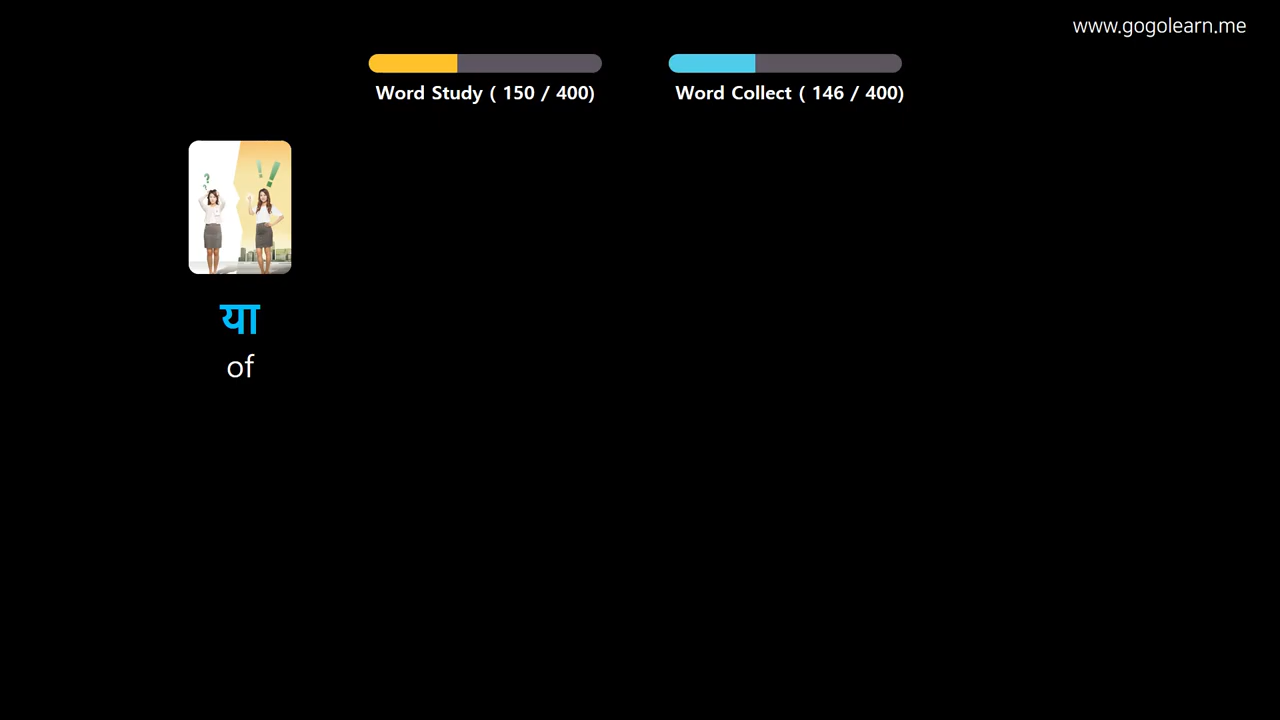 www.gogolearn.me
Word Study ( 150 / 400)
Word Collect ( 146 / 400)
? !!
या
of